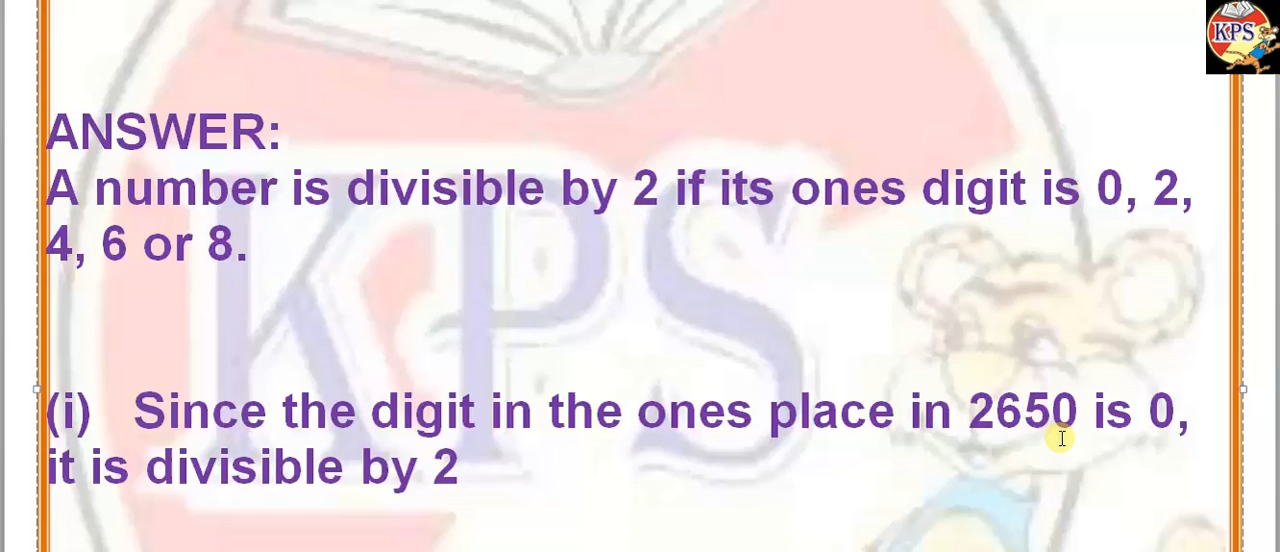 KPS
ANSWER:
A number is divisible by 2 if its ones digit is 0, 2,
4, 6 or 8.
KPS
(i) Since the digit in the ones place in 2650 is 0,
it is divisible by 2